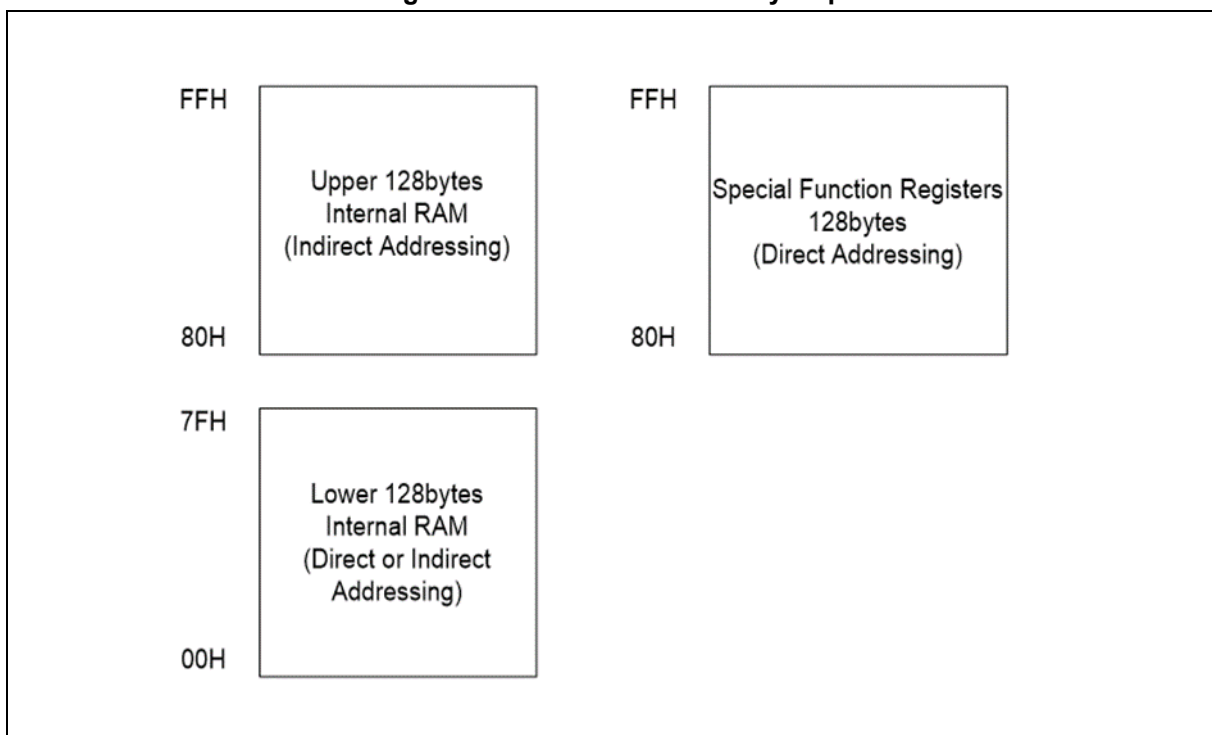 FFH
Upper 128bytes
Internal RAM
(Indirect Addressing)
80H
FFH
Special Function Registers
128bytes
(Direct Addressing)
80H
7FH
Lower 128bytes
Internal RAM
(Direct or Indirect
Addressing)
00H